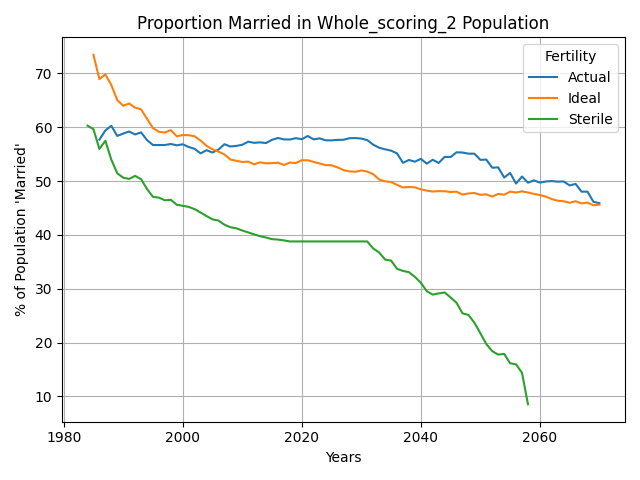 Proportion Married in Whole_scoring_2 Population
% of Population 'Married'
70
60
50
40
30
20
10
Fertility
Actual
Ideal
Sterile
1980
2000
2020
2040
2060
Years